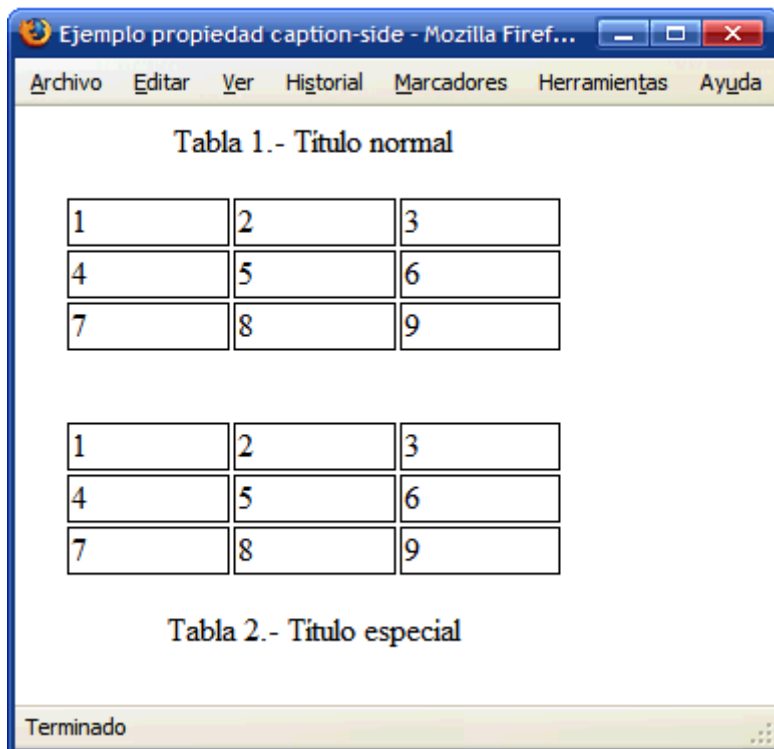 Ejemplo propiedad caption-side - Mozilla Firef...
Archivo Editar Ver Historial Marcadores Herramientas Ayuda
Tabla 1.- Título normal
1 2 3
4 5 6
7 8 9
1 2 3
4 5 6
7 8 9
Tabla 2.- Título especial
Terminado